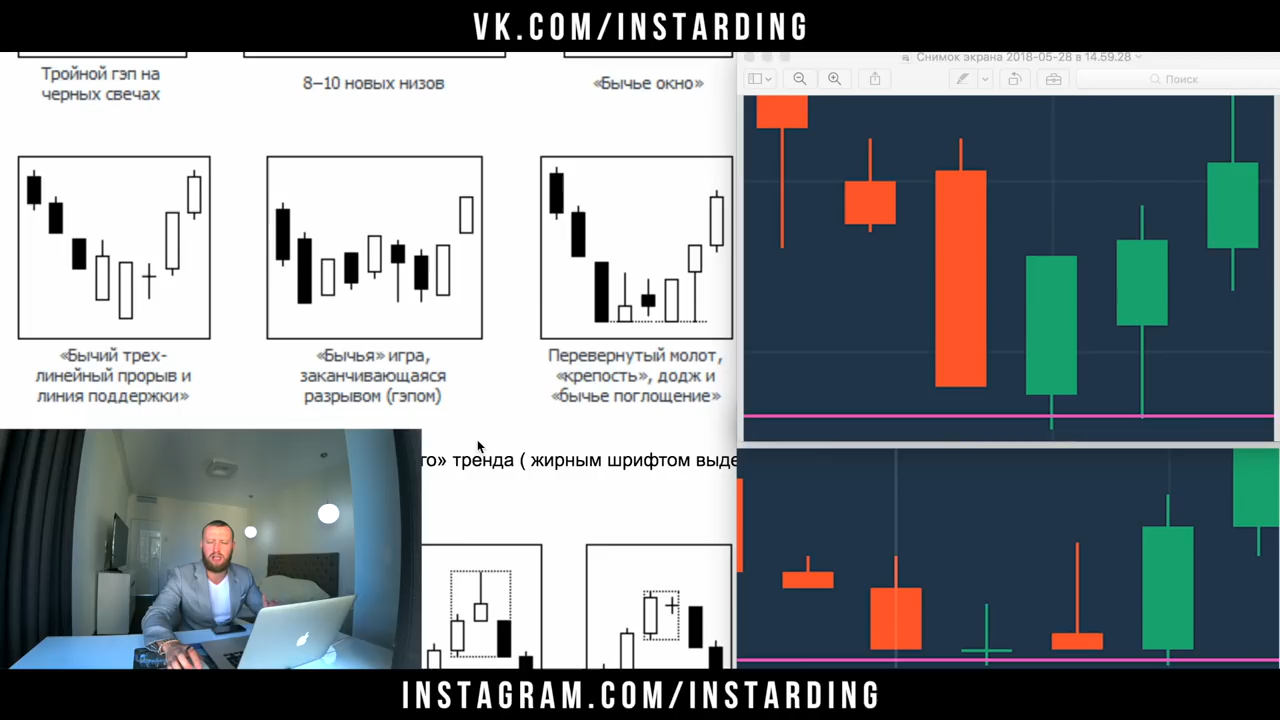 VK.COM/INSTARDING
Тройной гэп на
черных свечах
8–10 новых низов
«Бычье окно»
Снимок экрана 2018-05-28 в 14.59.28
Поиск
«Бычий трех-
линейный прорыв и
линия поддержки»
«Бычья» игра,
заканчивающаяся
разрывом (гэпом)
Перевернутый молот,
«крепость», додж и
«бычье поглощение»
го» тренда ( жирным шрифтом выде
INSTAGRAM.COM/INSTARDING